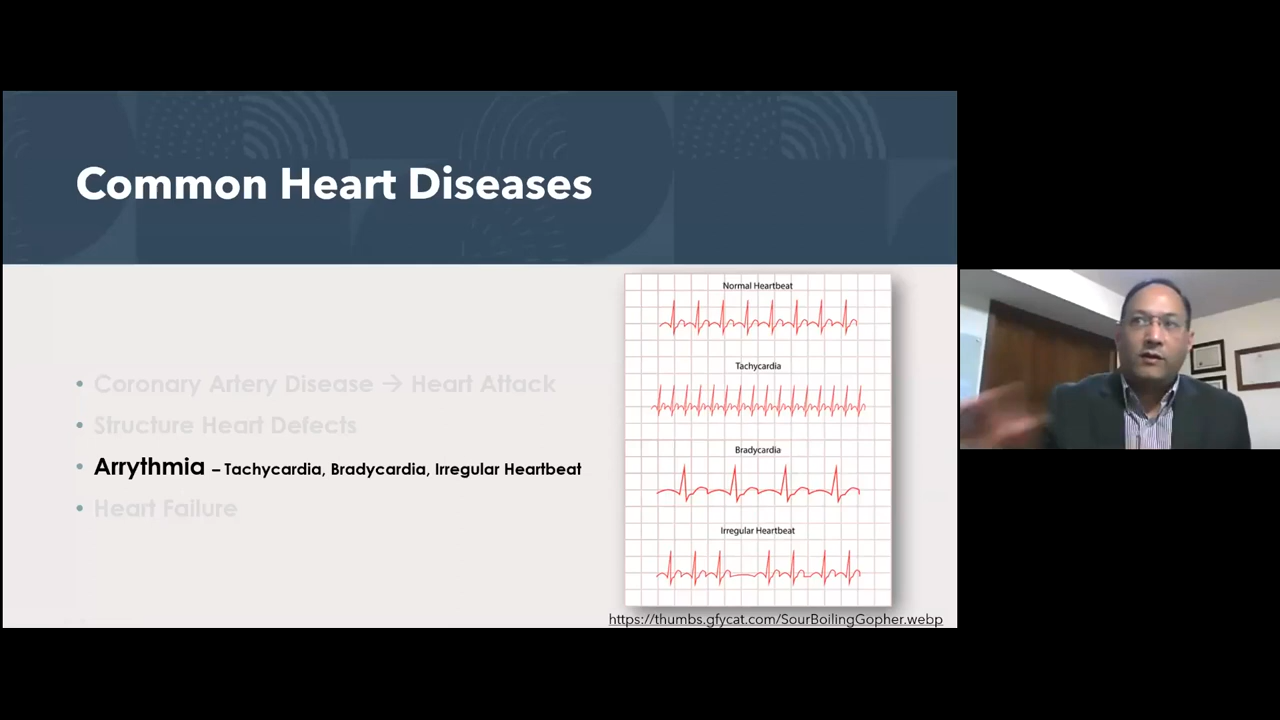 Common Heart Diseases
• Coronary Artery Disease → Heart Attack
• Structure Heart Defects
• Arrythmia – Tachycardia, Bradycardia, Irregular Heartbeat
• Heart Failure
Normal Heartbeat
Tachycardia
Bradycardia
Irregular Heartbeat
https://thumbs.gfycat.com/SourBoilingGopher.webp